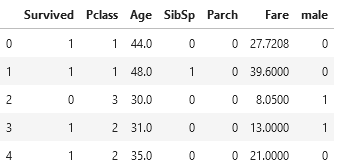 Survived Pclass Age SibSp Parch Fare male
0 1 1 44.0 0 0 27.7208 0
1 1 1 48.0 1 0 39.6000 0
2 0 3 30.0 0 0 8.0500 1
3 1 2 31.0 0 0 13.0000 1
4 1 2 35.0 0 0 21.0000 0